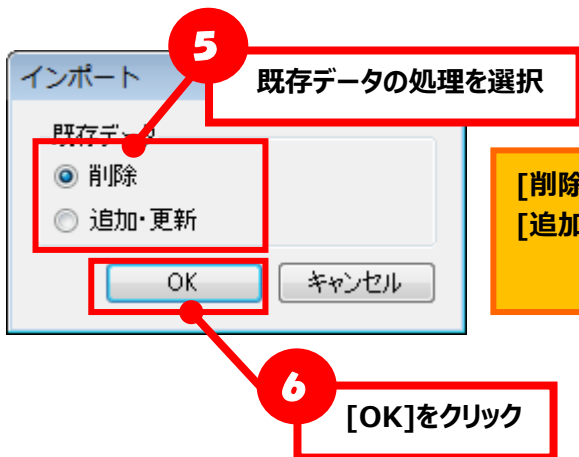 5
既存データの処理を選択
インポート
既存データ
削除
追加・更新
[削除
[追加
OK
キャンセル
6
[OK]をクリック